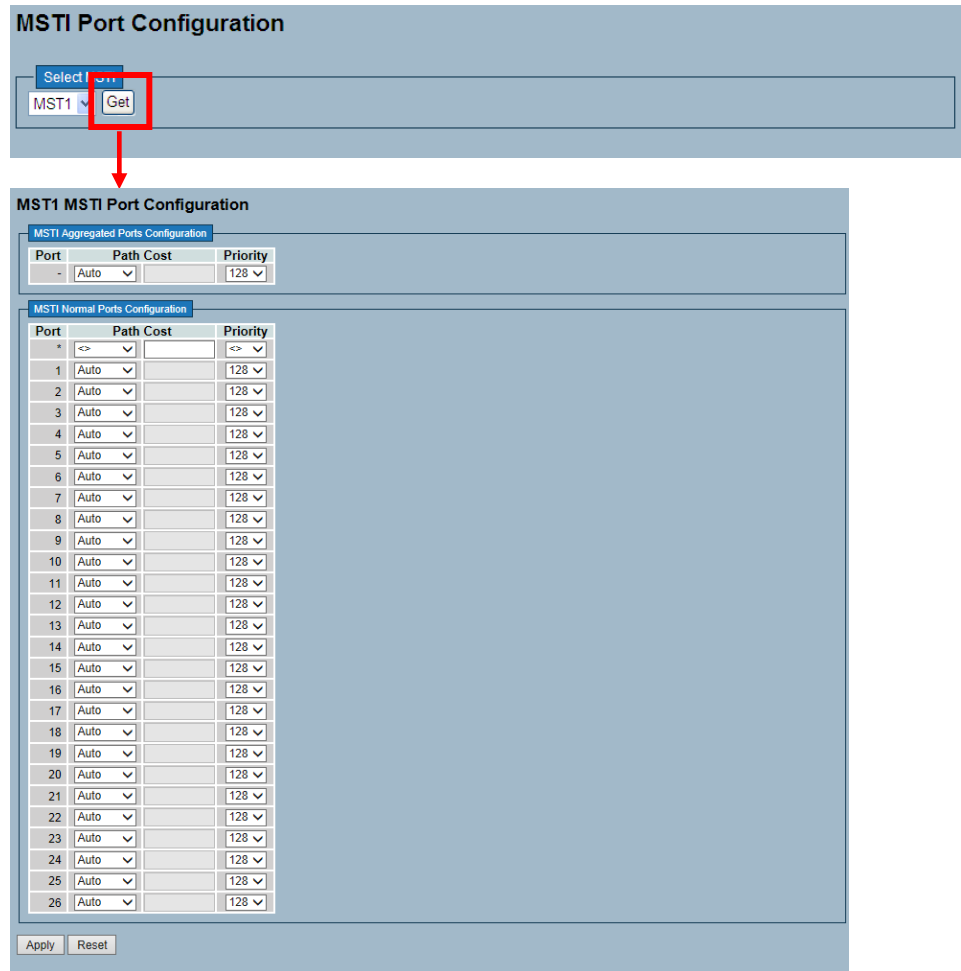 MSTI Port Configuration
Select MSTI
MST1 Get
MST1 MSTI Port Configuration
MSTI Aggregated Ports Configuration
Port Path Cost Priority
- Auto 128
MSTI Normal Ports Configuration
Port Path Cost Priority
* <> <>
1 Auto 128
2 Auto 128
3 Auto 128
4 Auto 128
5 Auto 128
6 Auto 128
7 Auto 128
8 Auto 128
9 Auto 128
10 Auto 128
11 Auto 128
12 Auto 128
13 Auto 128
14 Auto 128
15 Auto 128
16 Auto 128
17 Auto 128
18 Auto 128
19 Auto 128
20 Auto 128
21 Auto 128
22 Auto 128
23 Auto 128
24 Auto 128
25 Auto 128
26 Auto 128
Apply Reset